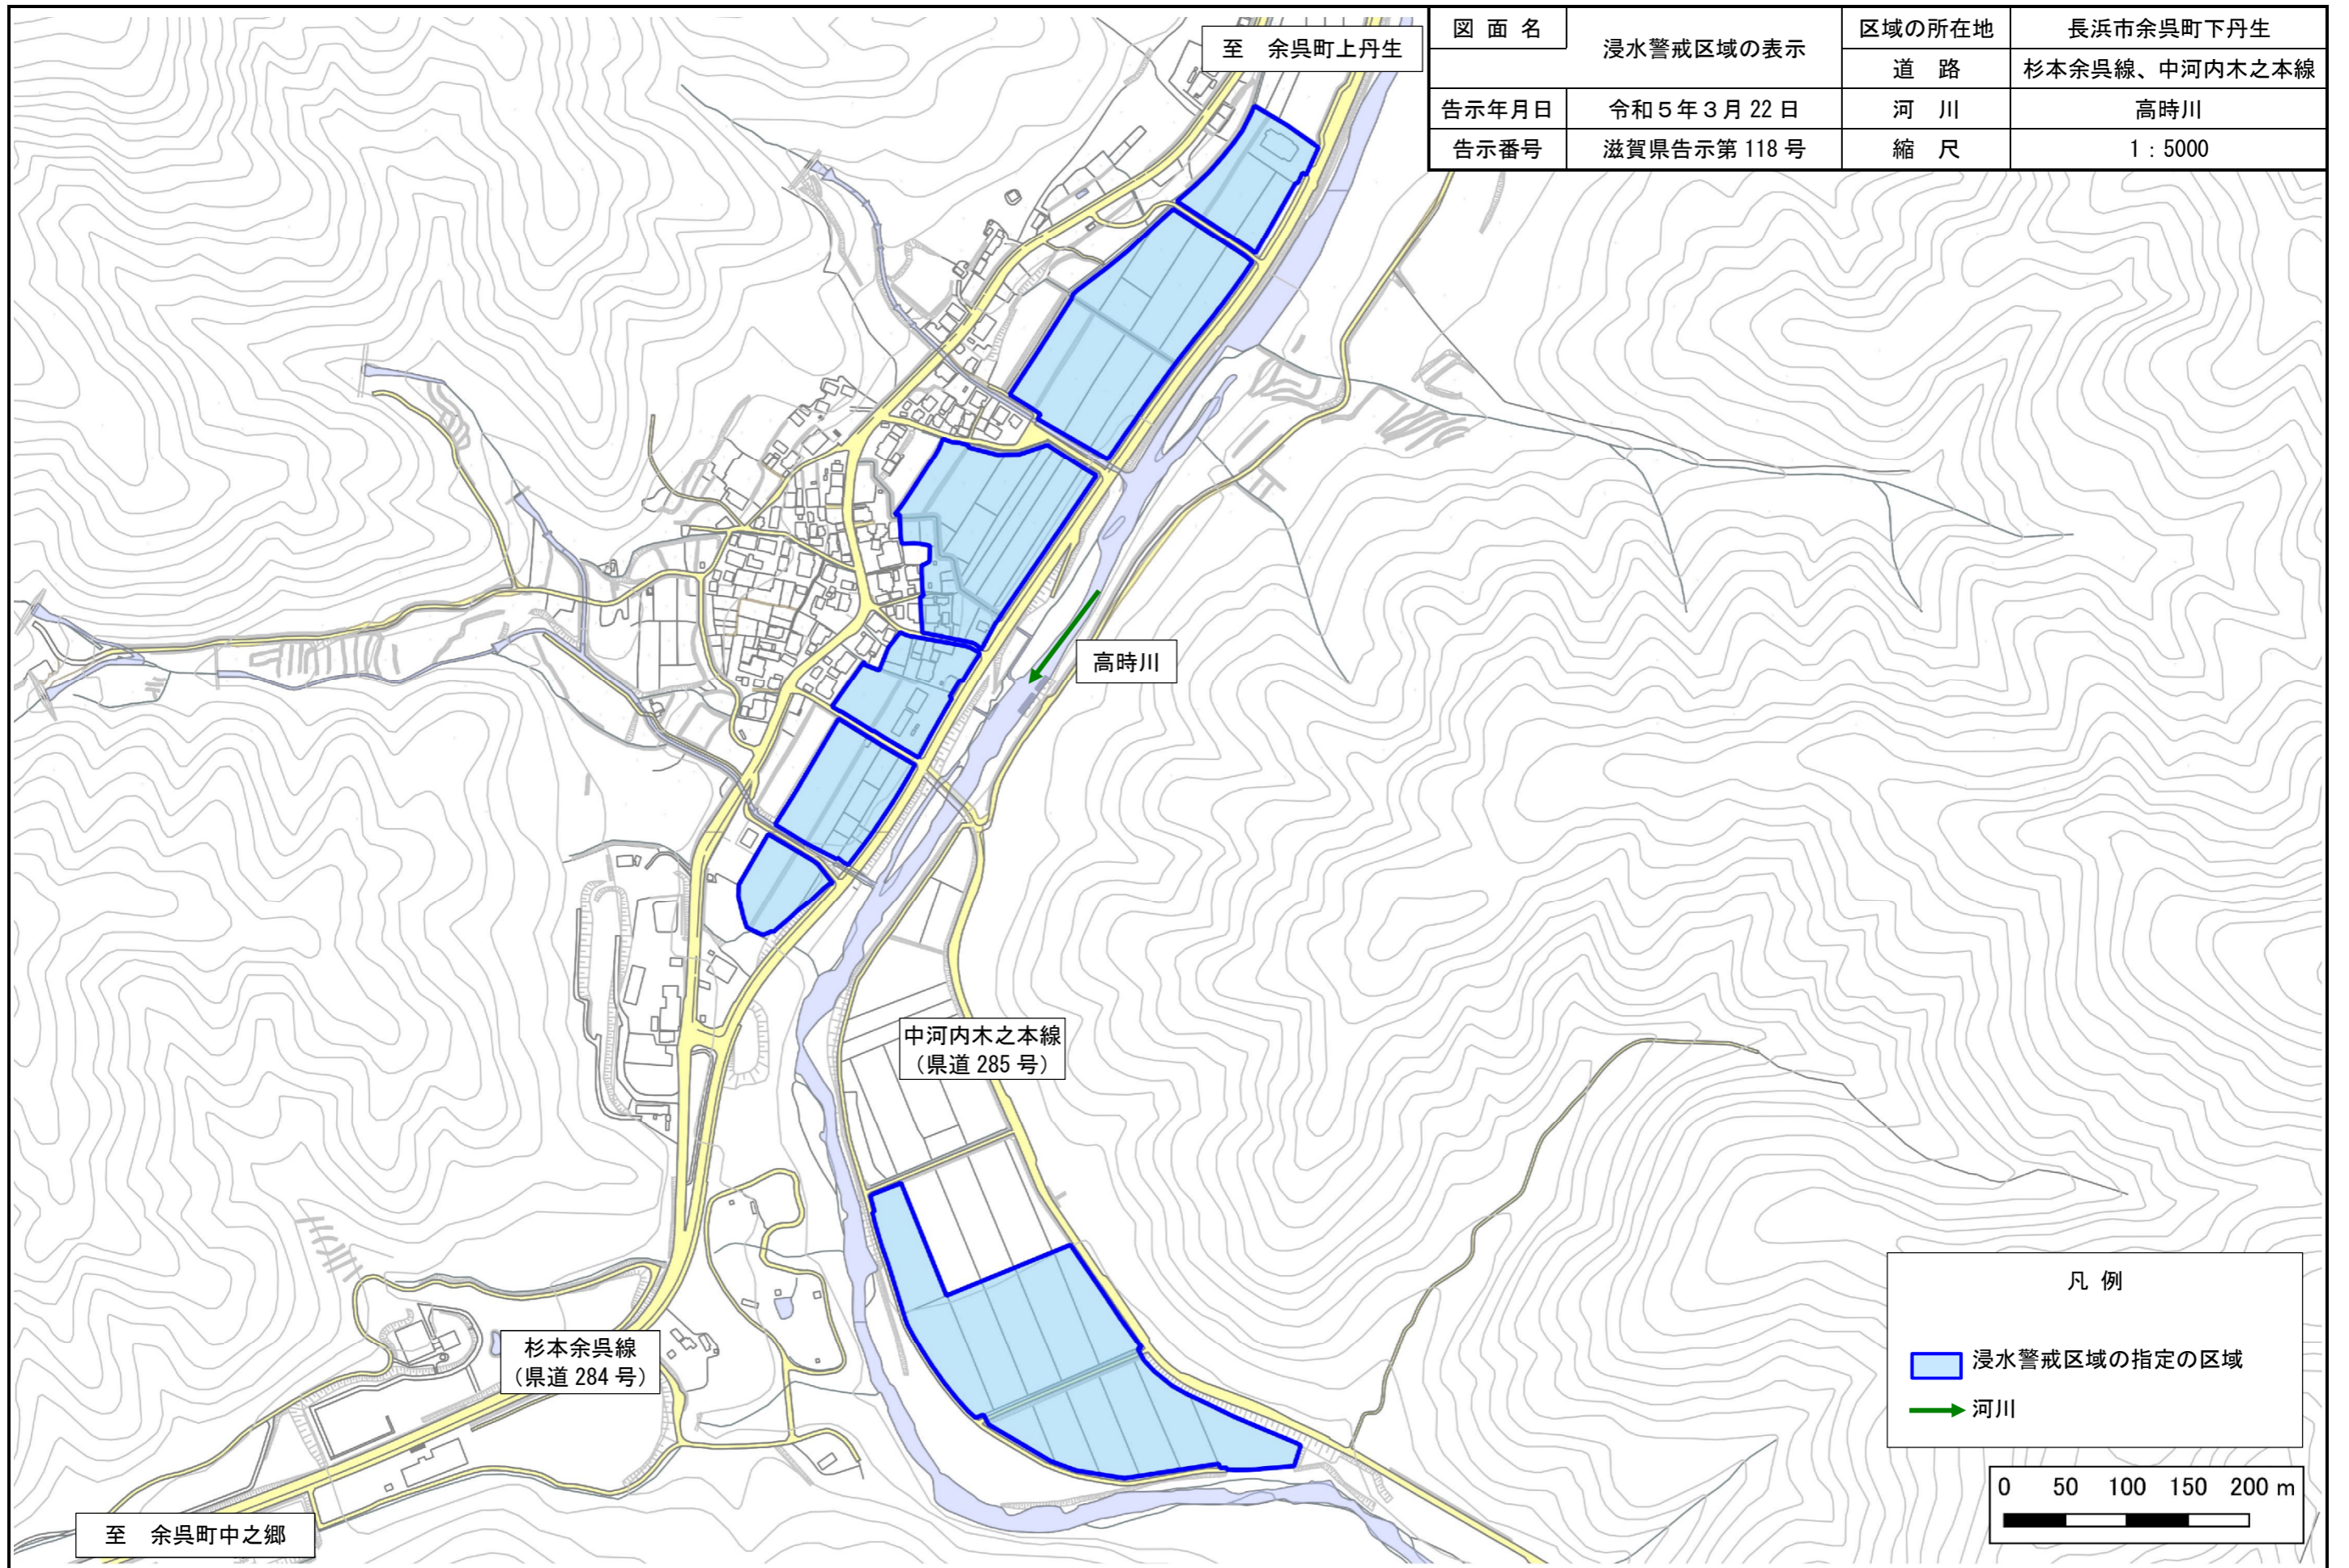 図 面 名
浸水警戒区域の表示
区域の所在地
長浜市余呉町下丹生
道 路
杉本余呉線、中河内木之本線
告示年月日
令和5年3月22日
河 川
高時川
告示番号
滋賀県告示第118号
縮 尺
1:5000
至 余呉町上丹生
高時川
中河内木之本線
(県道285号)
杉本余呉線
(県道284号)
至 余呉町中之郷
凡 例
浸水警戒区域の指定の区域
河川
0 50 100 150 200 m